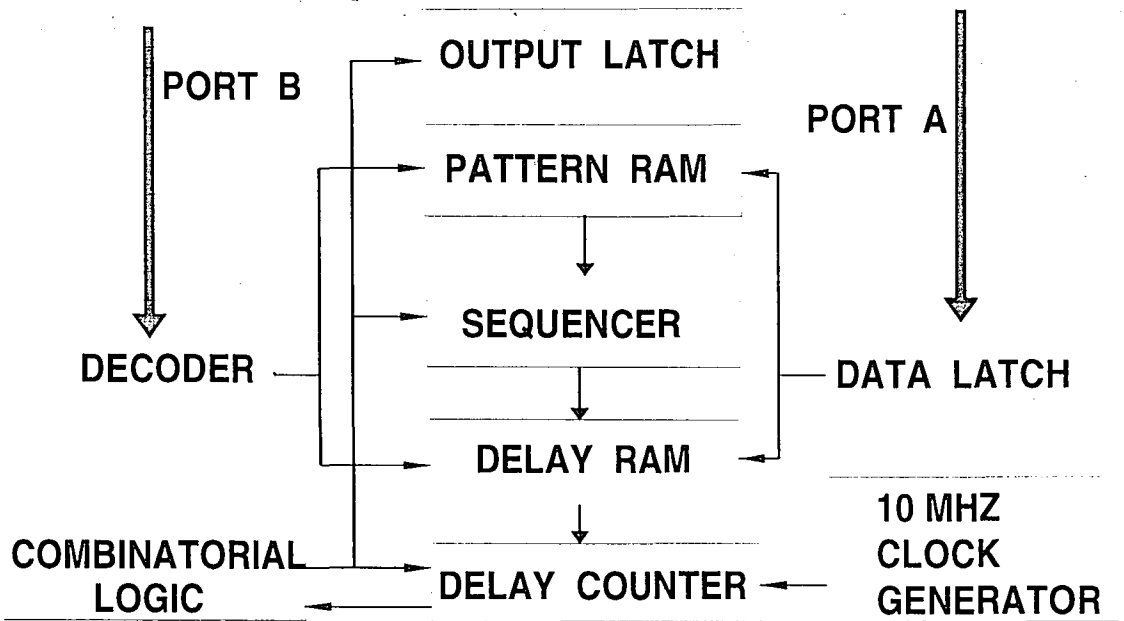 OUTPUT LATCH
PORT B
PORT A
PATTERN RAM
SEQUENCER
DECODER
DATA LATCH
DELAY RAM
10 MHZ
CLOCK
GENERATOR
COMBINATORIAL
LOGIC
DELAY COUNTER